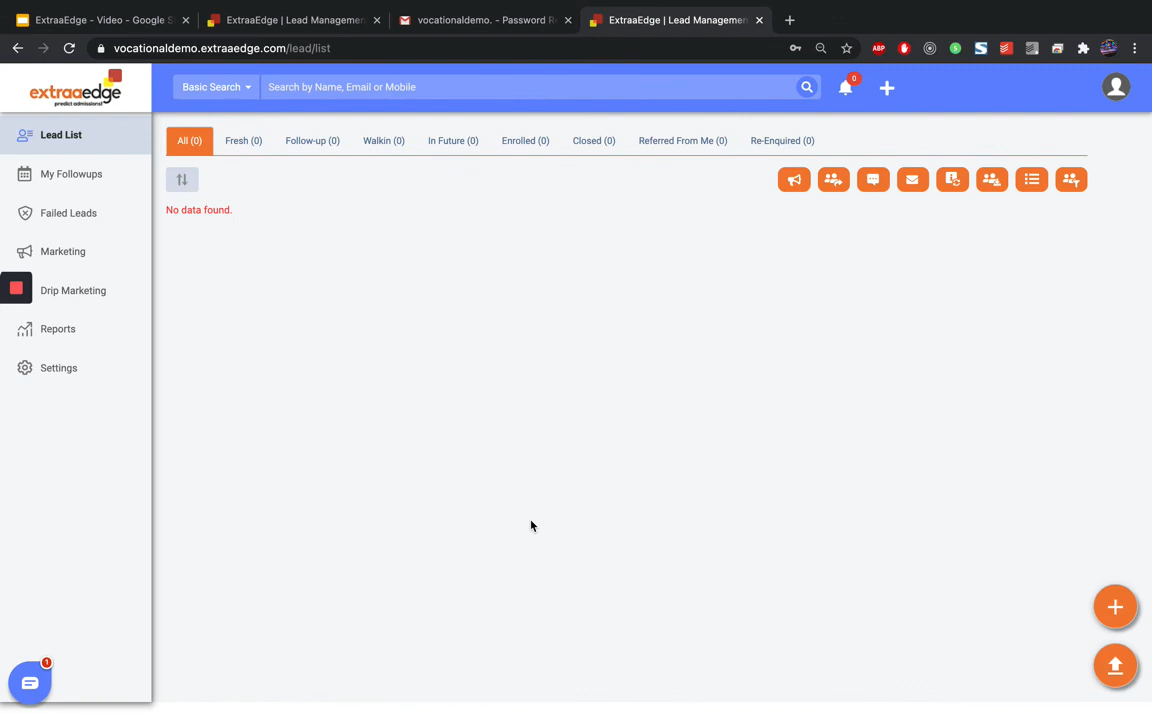 ExtraaEdge - Video - Google S
ExtraaEdge | Lead Managemen
vocationaldemo. - Password R
ExtraaEdge | Lead Managemen
vocationaldemo.extraaedge.com/lead/list
ABP
S
S
extraaedge
predict admissions!
Basic Search
Search by Name, Email or Mobile
0
Lead List
My Followups
Failed Leads
Marketing
Drip Marketing
Reports
Settings
All (0)
Fresh (0)
Follow-up (0)
Walkin (0)
In Future (0)
Enrolled (0)
Closed (0)
Referred From Me (0)
Re-Enquired (0)
No data found.
1